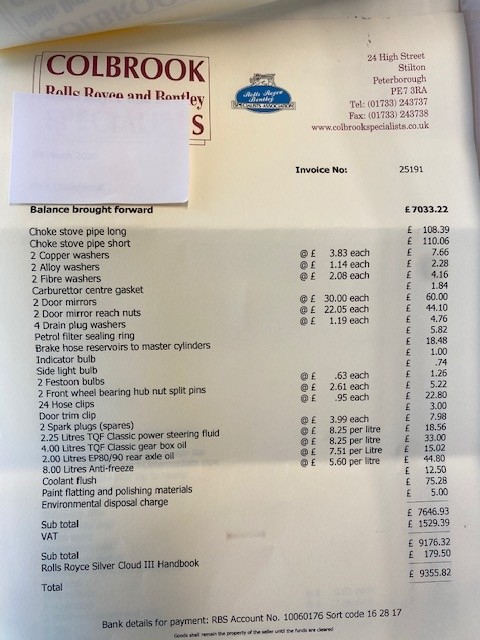 COLBROOK
Rolls Royce and Bentley
S
Rolls-Royce
Bentley
24 High Street
Stilton
Peterborough
PE7 3RA
Tel: (01733) 243737
Fax: (01733) 243738
www.colbrookspecialists.co.uk
Invoice No: 25191
Balance brought forward £7033.22
Choke stove pipe long £ 108.39
Choke stove pipe short £ 110.06
2 Copper washers @ £ 3.83 each £ 7.66
2 Alloy washers @ £ 1.14 each £ 2.28
2 Fibre washers @ £ 2.08 each £ 4.16
Carburettor centre gasket £ 1.84
2 Door mirrors @ £ 30.00 each £ 60.00
2 Door mirror reach nuts @ £ 22.05 each £ 44.10
4 Drain plug washers @ £ 1.19 each £ 4.76
Petrol filter sealing ring £ 5.82
Brake hose reservoirs to master cylinders £ 18.48
Indicator bulb £ 1.00
Side light bulb £ .74
2 Festoon bulbs @ £ .63 each £ 1.26
2 Front wheel bearing hub nut split pins @ £ 2.61 each £ 5.22
24 Hose clips @ £ .95 each £ 22.80
Door trim clip £ 3.00
2 Spark plugs (spares) @ £ 3.99 each £ 7.98
2.25 Litres TQF Classic power steering fluid @ £ 8.25 per litre £ 18.56
4.00 Litres TQF Classic gear box oil @ £ 8.25 per litre £ 33.00
2.00 Litres EP80/90 rear axle oil @ £ 7.51 per Litre £ 15.02
8.00 Litres Anti-freeze @ £ 5.60 per litre £ 44.80
Coolant flush £ 12.50
Paint flatting and polishing materials £ 75.28
Environmental disposal charge £ 5.00
Sub total £ 7646.93
VAT £ 1529.39
Sub total £ 9176.32
Rolls Royce Silver Cloud III Handbook £ 179.50
Total £ 9355.82
Bank details for payment: RBS Account No. 10060176 Sort code 16 28 17
Goods shall remain the property of the seller until the funds are cleared